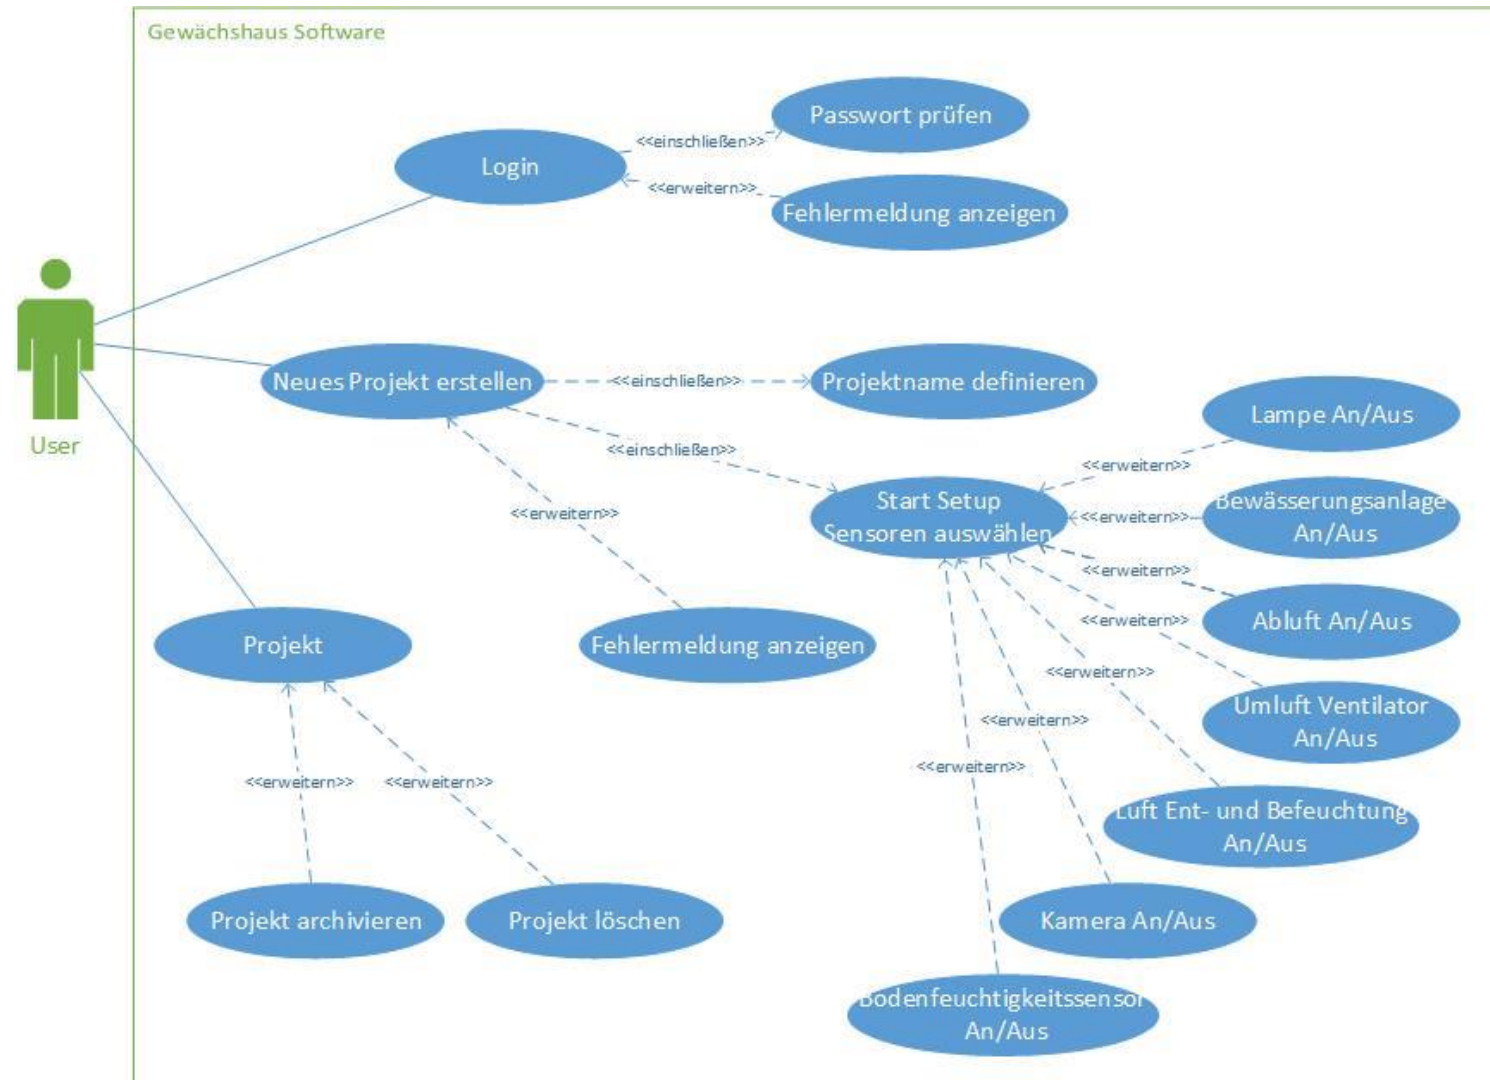 Gewächshaus Software
Passwort prüfen
<<einschließen>>
Login
<<erweitern>>
Fehlermeldung anzeigen
User
Neues Projekt erstellen
<<einschließen>>
Projektname definieren
<<einschließen>>
<<erweitern>>
Start Setup
Sensoren auswählen
Lampe An/Aus
<<erweitern>>
Bewässerungsanlage
An/Aus
<<erweitern>>
<<erweitern>>
Abluft An/Aus
<<erweitern>>
Umluft Ventilator
An/Aus
<<erweitern>>
Luft Ent- und Befeuchtung
An/Aus
<<erweitern>>
Kamera An/Aus
<<erweitern>>
Bodenfeuchtigkeitssensor
An/Aus
Projekt
Fehlermeldung anzeigen
<<erweitern>>
<<erweitern>>
Projekt archivieren
Projekt löschen